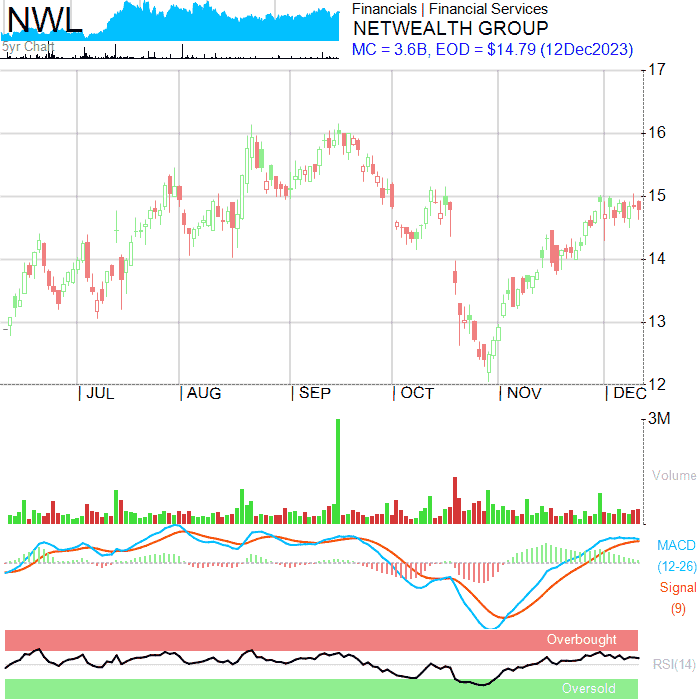 NWL
5yr Chart
Financials | Financial Services
NETWEALTH GROUP
MC = 3.6B, EOD = $14.79 (12Dec2023)
17
16
15
14
13
12
JUL
AUG
SEP
OCT
NOV
DEC
3M
Volume
MACD
(12-26)
Signal
(9)
Overbought
RSI(14)
Oversold